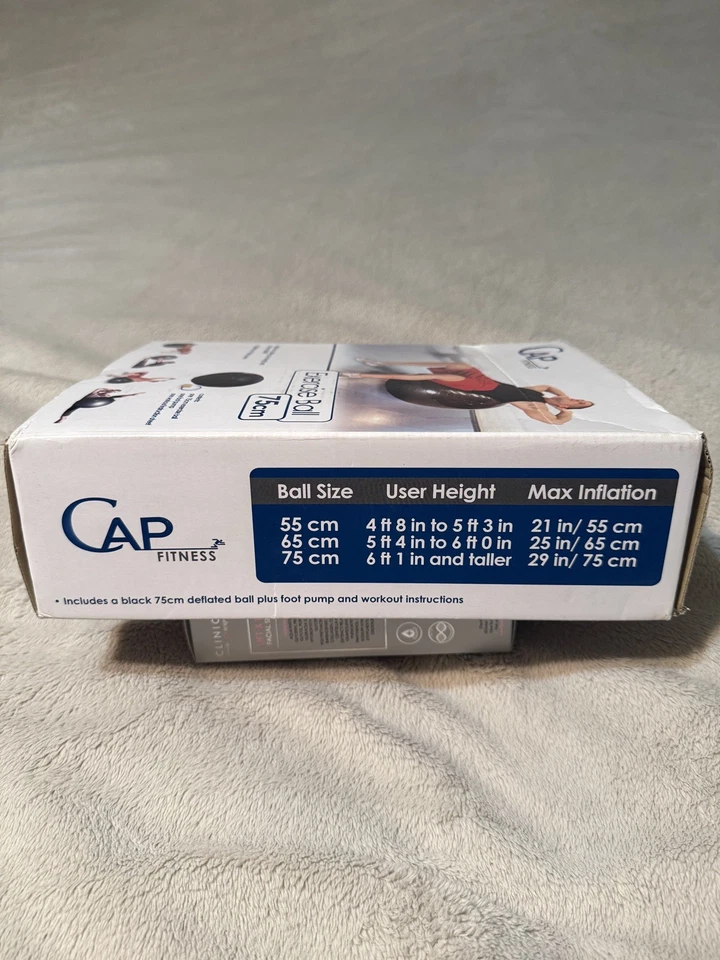 CAP
FITNESS
Exercise Ball
75cm
CAP
FITNESS
Ball Size User Height Max Inflation
55 cm 4 ft 8 in to 5 ft 3 in 21 in/ 55 cm
65 cm 5 ft 4 in to 6 ft 0 in 25 in/ 65 cm
75 cm 6 ft 1 in and taller 29 in/ 75 cm
• Includes a black 75cm deflated ball plus foot pump and workout instructions
CLINIC